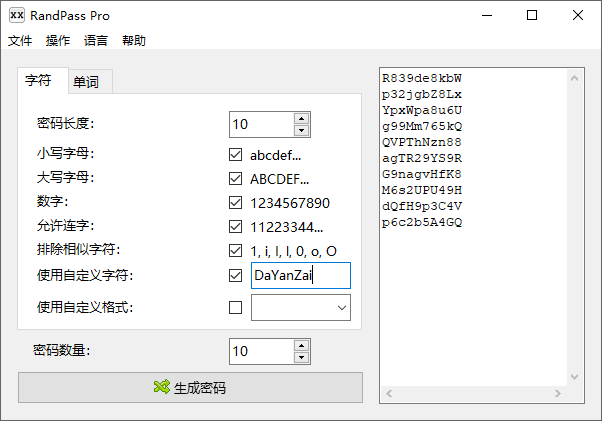 RandPass Pro
文件 操作 语言 帮助
字符 单词
密码长度: 10
小写字母: abcdef...
大写字母: ABCDEF...
数字: 1234567890
允许连字: 11223344...
排除相似字符: 1, i, l, I, 0, o, O
使用自定义字符: DaYanZai
使用自定义格式:
密码数量: 10
生成密码
R839de8kbW
p32jgbZ8Lx
YpxWpa8u6U
g99Mm765kQ
QVPThNzn88
agTR29YS9R
G9nagvHfK8
M6s2UPU49H
dQfH9p3C4V
p6c2b5A4GQ